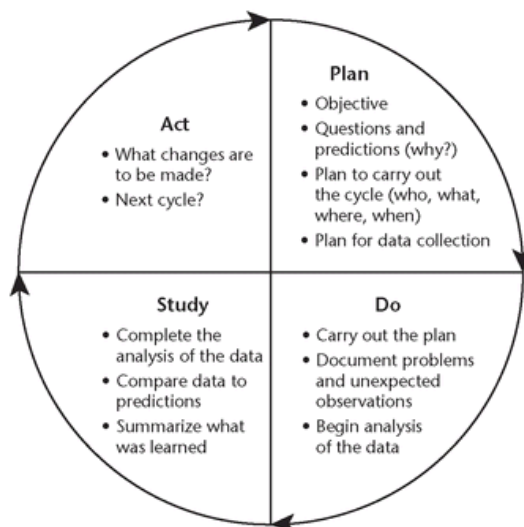 Plan
• Objective
• Questions and
predictions (why?)
• Plan to carry out
the cycle (who, what,
where, when)
• Plan for data collection
Do
• Carry out the plan
• Document problems
and unexpected
observations
• Begin analysis
of the data
Study
• Complete the
analysis of the data
• Compare data to
predictions
• Summarize what
was learned
Act
• What changes are
to be made?
• Next cycle?